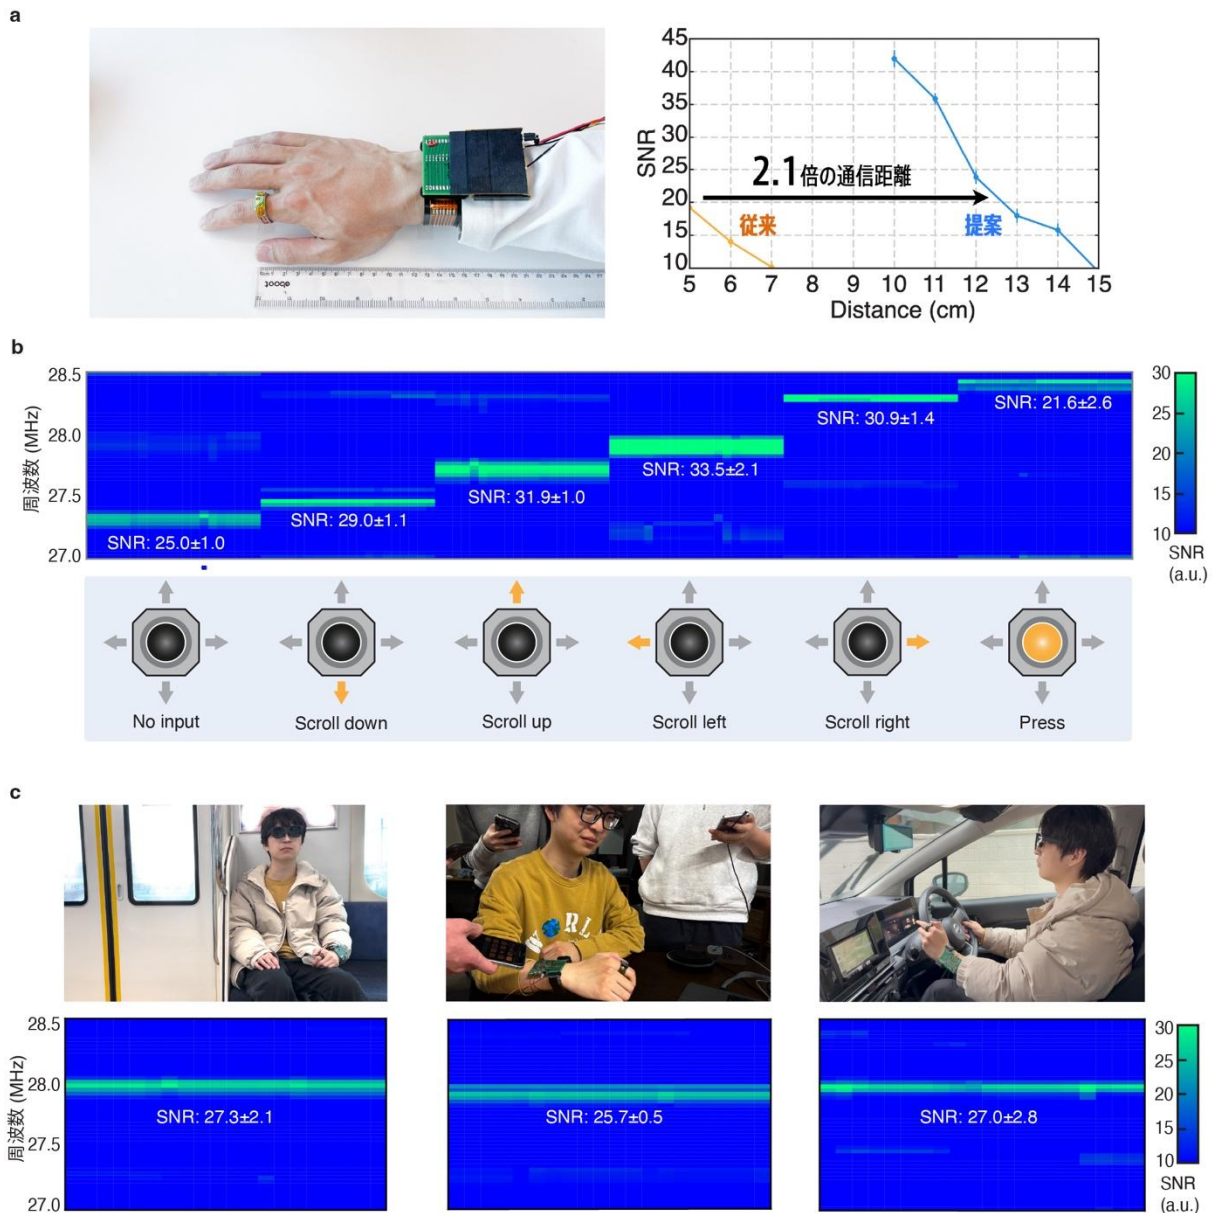 a
45
40
35
30
25
20
15
10
SNR
2.1倍の通信距離
従来
提案
5 6 7 8 9 10 11 12 13 14 15
Distance (cm)
aboot
b
28.5
28.0
27.5
27.0
周波数 (MHz)
SNR: 25.0±1.0
SNR: 29.0±1.1
SNR: 31.9±1.0
SNR: 33.5±2.1
SNR: 30.9±1.4
SNR: 21.6±2.6
30
25
20
15
10
SNR
(a.u.)
No input
Scroll down
Scroll up
Scroll left
Scroll right
Press
c
WORL
28.5
28.0
27.5
27.0
周波数 (MHz)
SNR: 27.3±2.1
SNR: 25.7±0.5
SNR: 27.0±2.8
30
25
20
15
10
SNR
(a.u.)